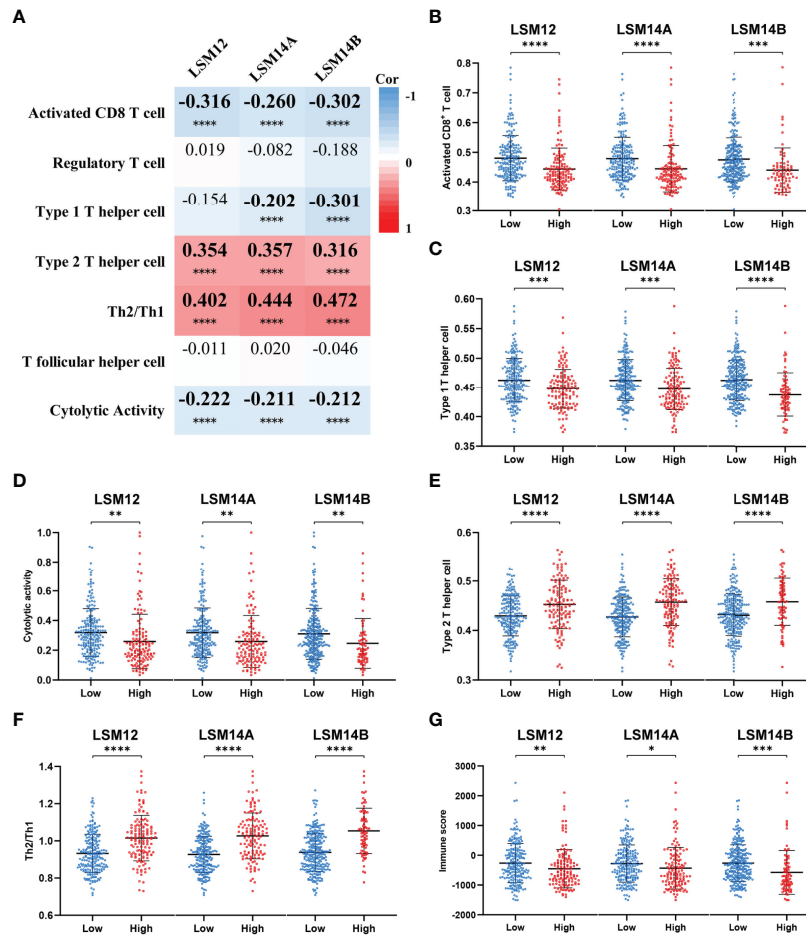 A
LSM12 LSM14A LSM14B
Cor
-1
0
1
Activated CD8 T cell -0.316 -0.260 -0.302
**** **** ****
Regulatory T cell 0.019 -0.082 -0.188
Type 1 T helper cell -0.154 -0.202 -0.301
**** ****
Type 2 T helper cell 0.354 0.357 0.316
**** **** ****
Th2/Th1 0.402 0.444 0.472
**** **** ****
T follicular helper cell -0.011 0.020 -0.046
Cytolytic Activity -0.222 -0.211 -0.212
**** **** ****
B
LSM12 LSM14A LSM14B
**** **** ***
Activated CD8⁺ T cell
0.8
0.7
0.6
0.5
0.4
0.3
Low High Low High Low High
C
LSM12 LSM14A LSM14B
*** *** ****
Type 1T helper cell
0.60
0.55
0.50
0.45
0.40
0.35
Low High Low High Low High
D
LSM12 LSM14A LSM14B
** ** **
Cytolytic activity
1.0
0.8
0.6
0.4
0.2
0.0
Low High Low High Low High
E
LSM12 LSM14A LSM14B
**** **** ****
Type 2 T helper cell
0.6
0.5
0.4
0.3
Low High Low High Low High
F
LSM12 LSM14A LSM14B
**** **** ****
Th2/Th1
1.4
1.2
1.0
0.8
0.6
Low High Low High Low High
G
LSM12 LSM14A LSM14B
** * ***
Immune score
3000
2000
1000
0
-1000
-2000
Low High Low High Low High